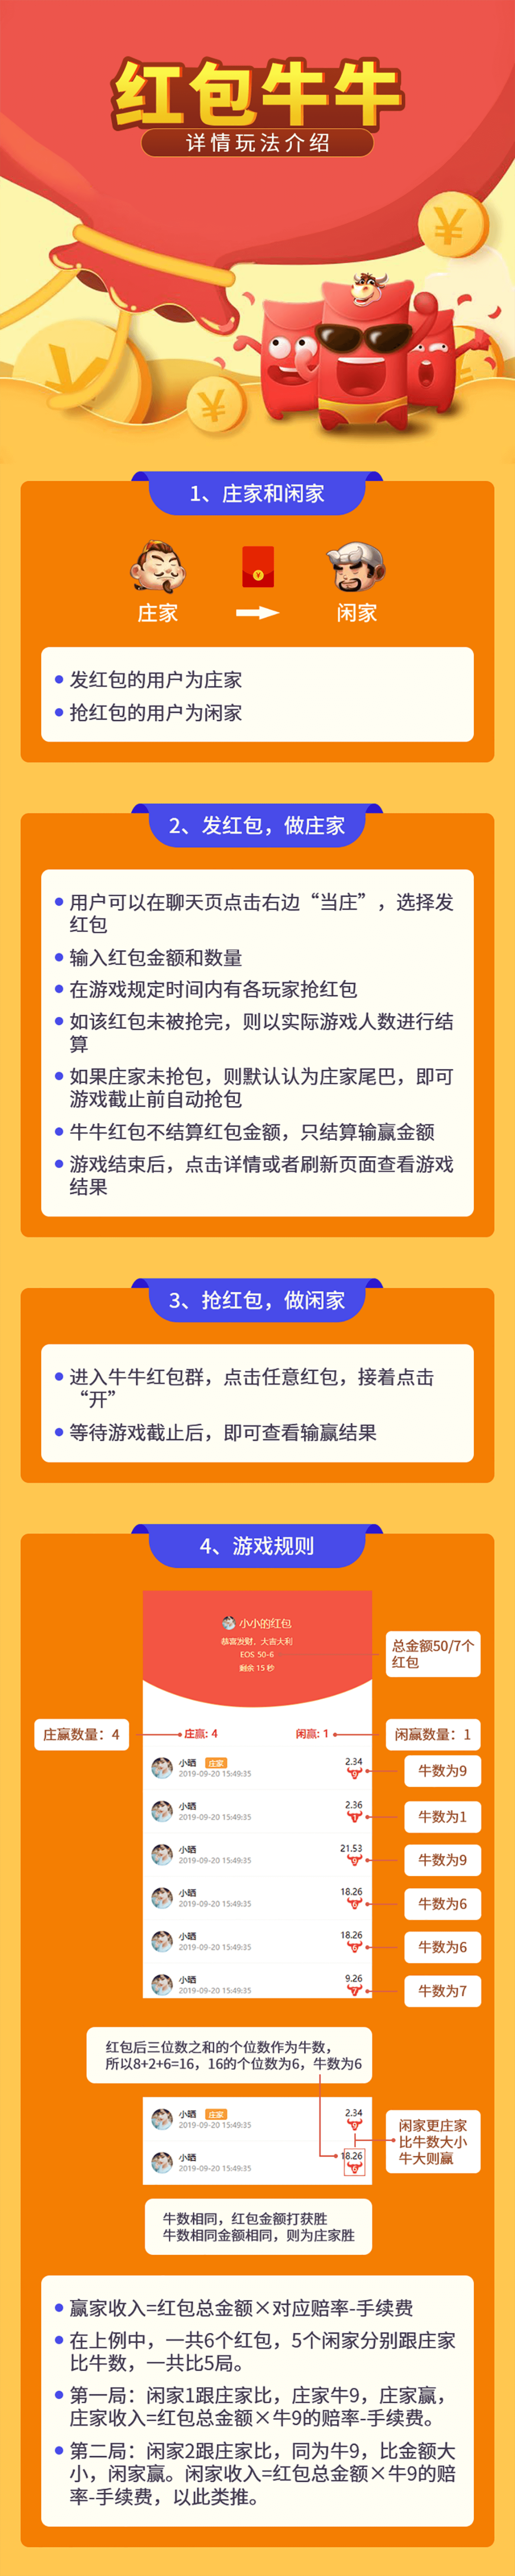 红包牛牛
详情玩法介绍
¥
¥
¥
1、庄家和闲家
¥
庄家
闲家
发红包的用户为庄家
抢红包的用户为闲家
2、发红包，做庄家
用户可以在聊天页点击右边“当庄”，选择发
红包
输入红包金额和数量
在游戏规定时间内有各玩家抢红包
如该红包未被抢完，则以实际游戏人数进行结
算
如果庄家未抢包，则默认认为庄家尾巴，即可
游戏截止前自动抢包
牛牛红包不结算红包金额，只结算输赢金额
游戏结束后，点击详情或者刷新页面查看游戏
结果
3、抢红包，做闲家
进入牛牛红包群，点击任意红包，接着点击
“开”
等待游戏截止后，即可查看输赢结果
4、游戏规则
小小的红包
恭喜发财，大吉大利
EOS 50-6
剩余 15 秒
总金额50/7个
红包
庄赢数量：4
庄赢: 4
闲赢: 1
闲赢数量：1
小晒 庄家
2.34
2019-09-20 15:49:35
9
牛数为9
小晒
2.36
2019-09-20 15:49:35
1
牛数为1
小晒
21.53
2019-09-20 15:49:35
9
牛数为9
小晒
18.26
2019-09-20 15:49:35
6
牛数为6
小晒
18.26
2019-09-20 15:49:35
6
牛数为6
小晒
9.26
2019-09-20 15:49:35
7
牛数为7
红包后三位数之和的个位数作为牛数，
所以8+2+6=16，16的个位数为6，牛数为6
小晒 庄家
2.34
2019-09-20 15:49:35
9
小晒
18.26
2019-09-20 15:49:35
6
闲家更庄家
比牛数大小
牛大则赢
牛数相同，红包金额打获胜
牛数相同金额相同，则为庄家胜
赢家收入=红包总金额×对应赔率-手续费
在上例中，一共6个红包，5个闲家分别跟庄家
比牛数，一共比5局。
第一局：闲家1跟庄家比，庄家牛9，庄家赢，
庄家收入=红包总金额×牛9的赔率-手续费。
第二局：闲家2跟庄家比，同为牛9，比金额大
小，闲家赢。闲家收入=红包总金额×牛9的赔
率-手续费，以此类推。